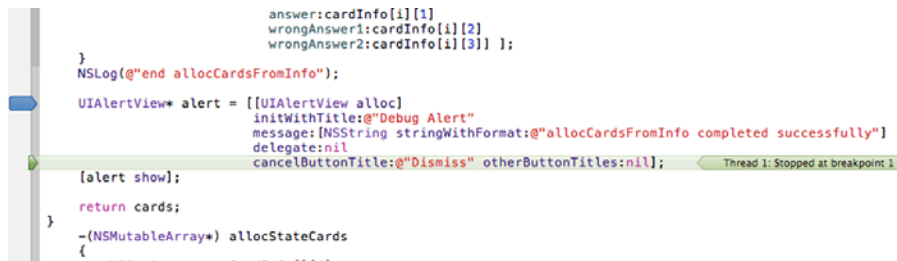 answer:cardInfo[i][1]
wrongAnswer1:cardInfo[i][2]
wrongAnswer2:cardInfo[i][3]] ];
}
NSLog(@"end allocCardsFromInfo");
UIAlertView* alert = [[UIAlertView alloc]
initWithTitle:@"Debug Alert"
message:[NSString stringWithFormat:@"allocCardsFromInfo completed successfully"]
delegate:nil
cancelButtonTitle:@"Dismiss" otherButtonTitles:nil]; Thread 1: Stopped at breakpoint 1
[alert show];
return cards;
}
-(NSMutableArray*) allocStateCards
{